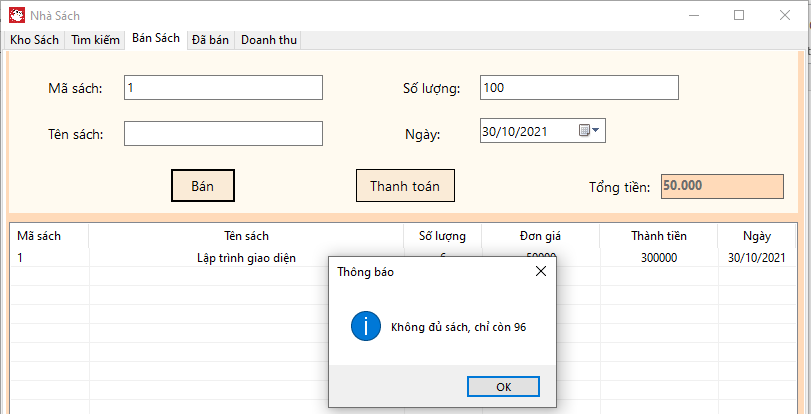 Nhà Sách
Kho Sách Tìm kiếm Bán Sách Đã bán Doanh thu
Mã sách: 1 Số lượng: 100
Tên sách: Ngày: 30/10/2021
Bán Thanh toán Tổng tiền: 50.000
Mã sách Tên sách Số lượng Đơn giá Thành tiền Ngày
1 Lập trình giao diện 300000 30/10/2021
Thông báo
Không đủ sách, chỉ còn 96
OK